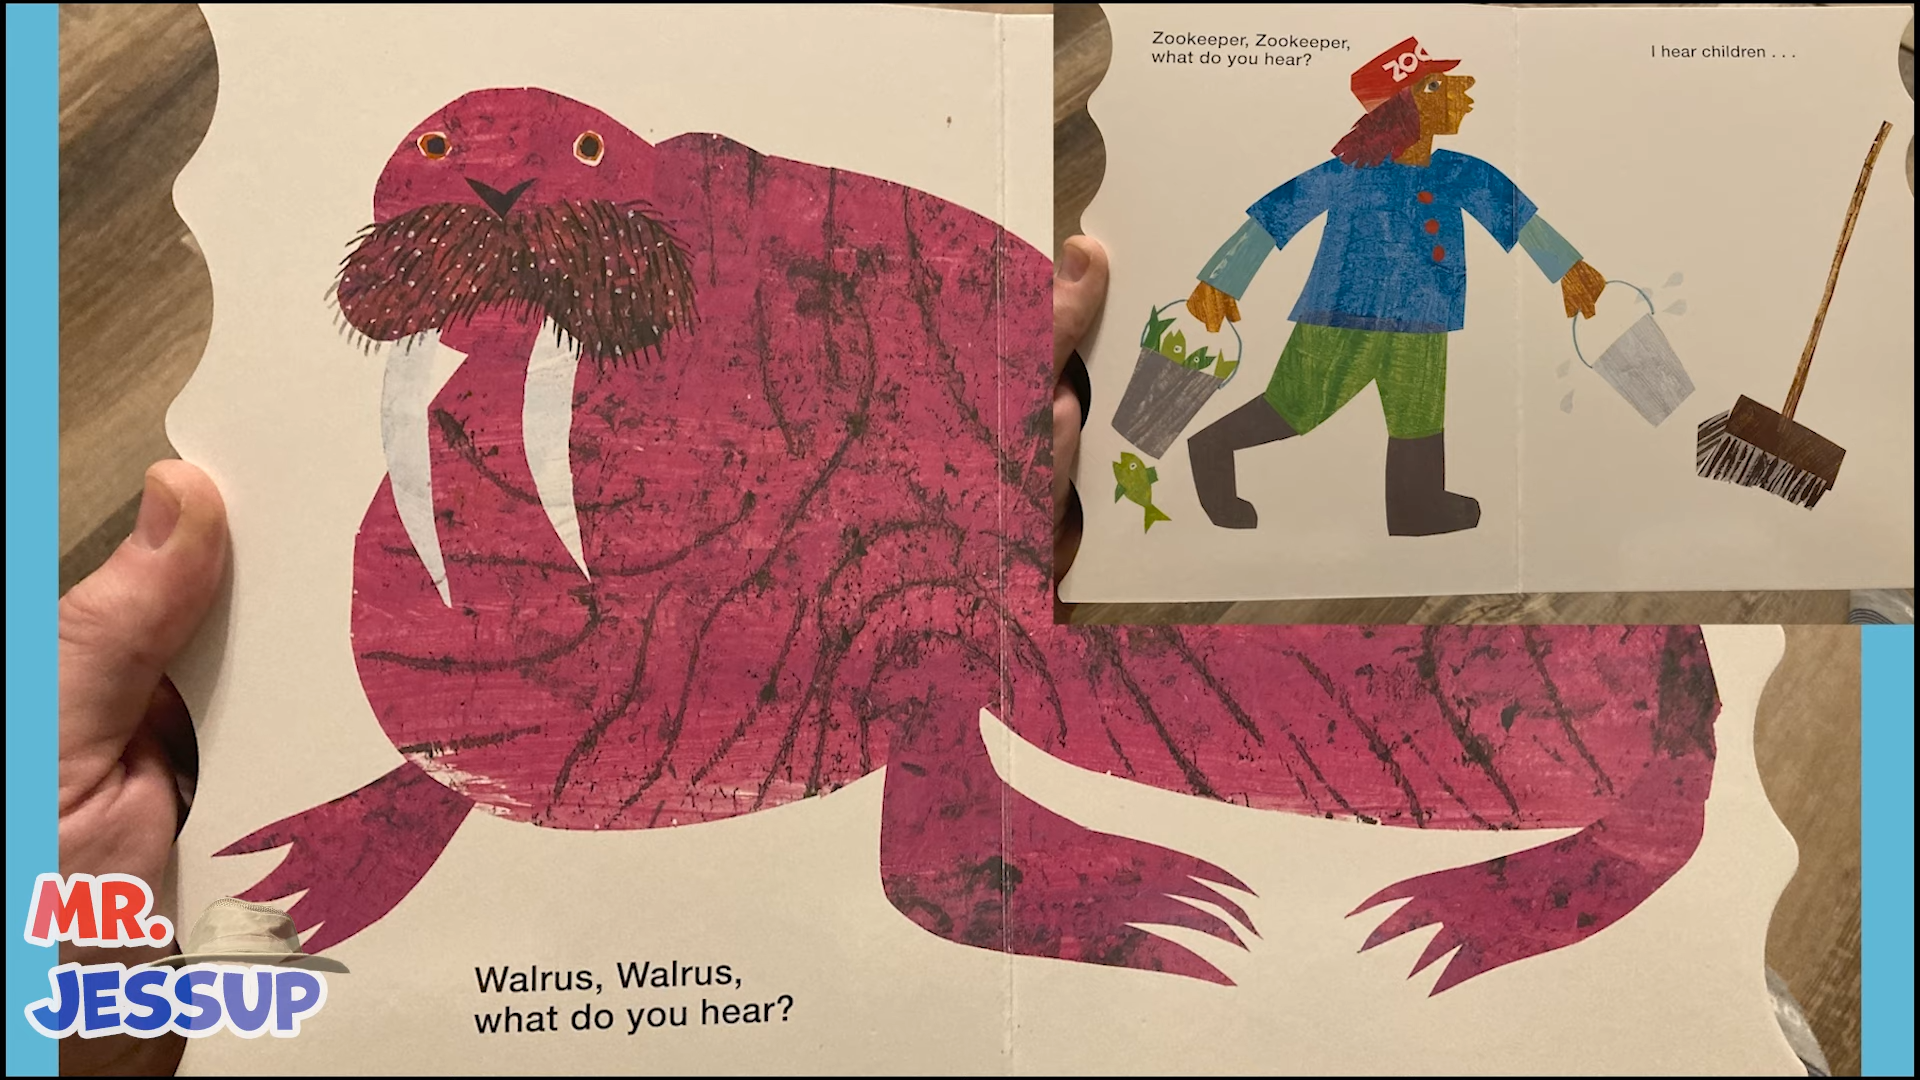 Zookeeper, Zookeeper,
what do you hear?
ZOO
I hear children . . .
Walrus, Walrus,
what do you hear?
MR.
JESSUP